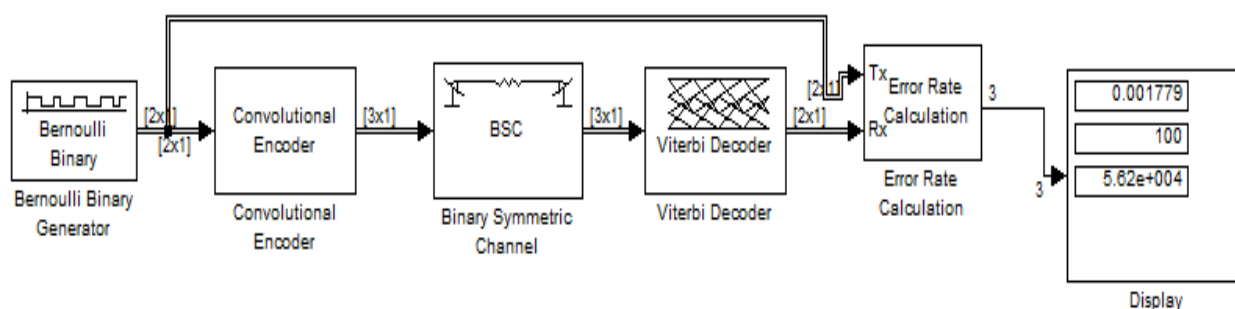 Bernoulli
Binary
Bernoulli Binary
Generator
[2x1]
[2x1]
Convolutional
Encoder
Convolutional
Encoder
[3x1]
BSC
Binary Symmetric
Channel
[3x1]
Viterbi Decoder
Viterbi Decoder
[2x1]
[2x1]
Tx
Rx
Error Rate
Calculation
Error Rate
Calculation
3
3
0.001779
100
5.62e+004
Display